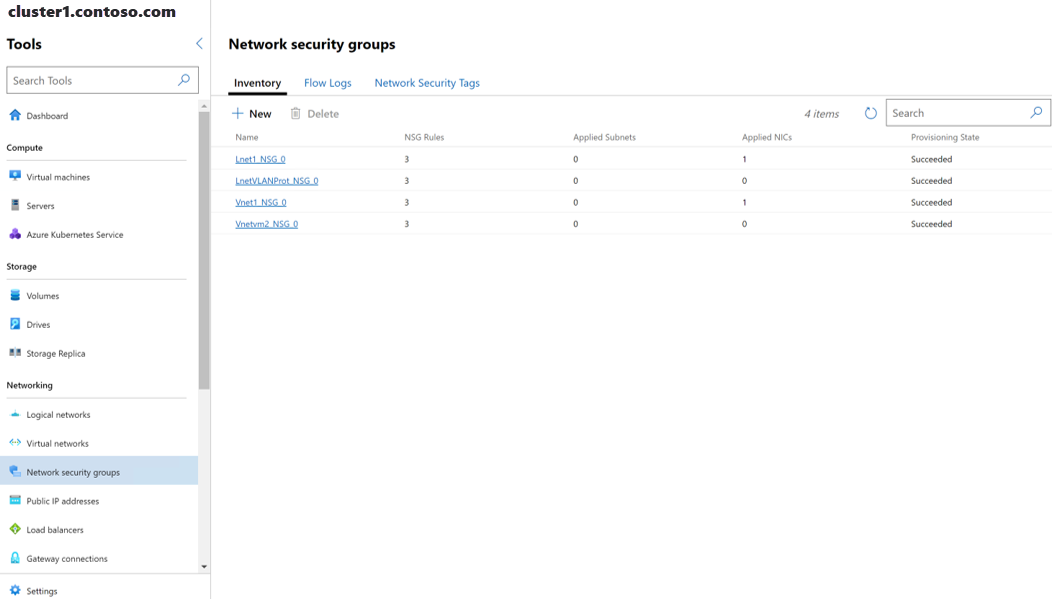 cluster1.contoso.com
Tools
Search Tools
Dashboard
Compute
Virtual machines
Servers
Azure Kubernetes Service
Storage
Volumes
Drives
Storage Replica
Networking
Logical networks
Virtual networks
Network security groups
Public IP addresses
Load balancers
Gateway connections
Settings
Network security groups
Inventory Flow Logs Network Security Tags
New Delete 4 items Search
Name NSG Rules Applied Subnets Applied NICs Provisioning State
Lnet1_NSG_0 3 0 1 Succeeded
LnetVLANProt_NSG_0 3 0 0 Succeeded
Vnet1_NSG_0 3 0 1 Succeeded
Vnetvm2_NSG_0 3 0 0 Succeeded